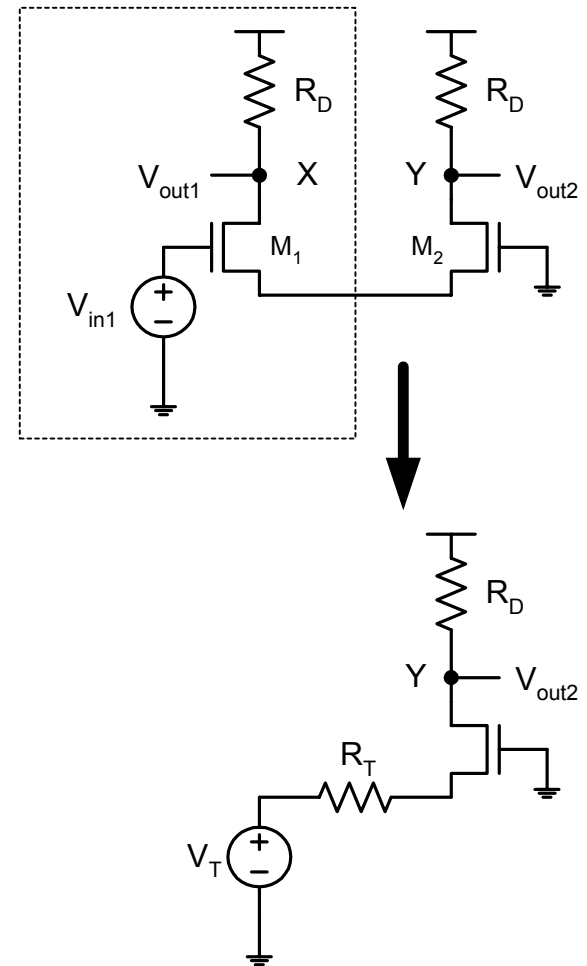 R_D R_D
V_out1 X Y V_out2
M_1 M_2
+
V_in1
−
R_D
Y V_out2
R_T
+
V_T
−